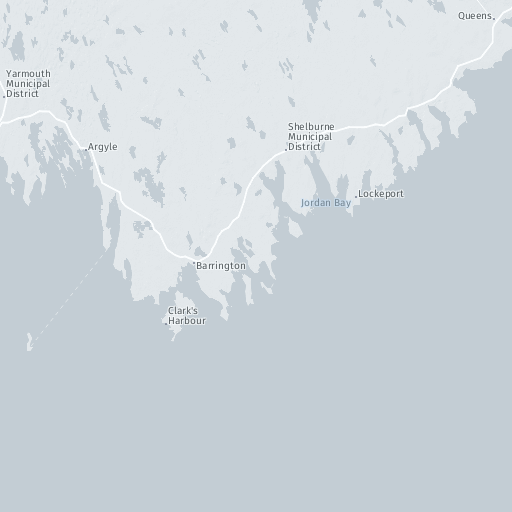 Queens
Yarmouth
Municipal
District
Shelburne
Municipal
District
Argyle
Lockeport
Jordan Bay
Barrington
Clark's
Harbour